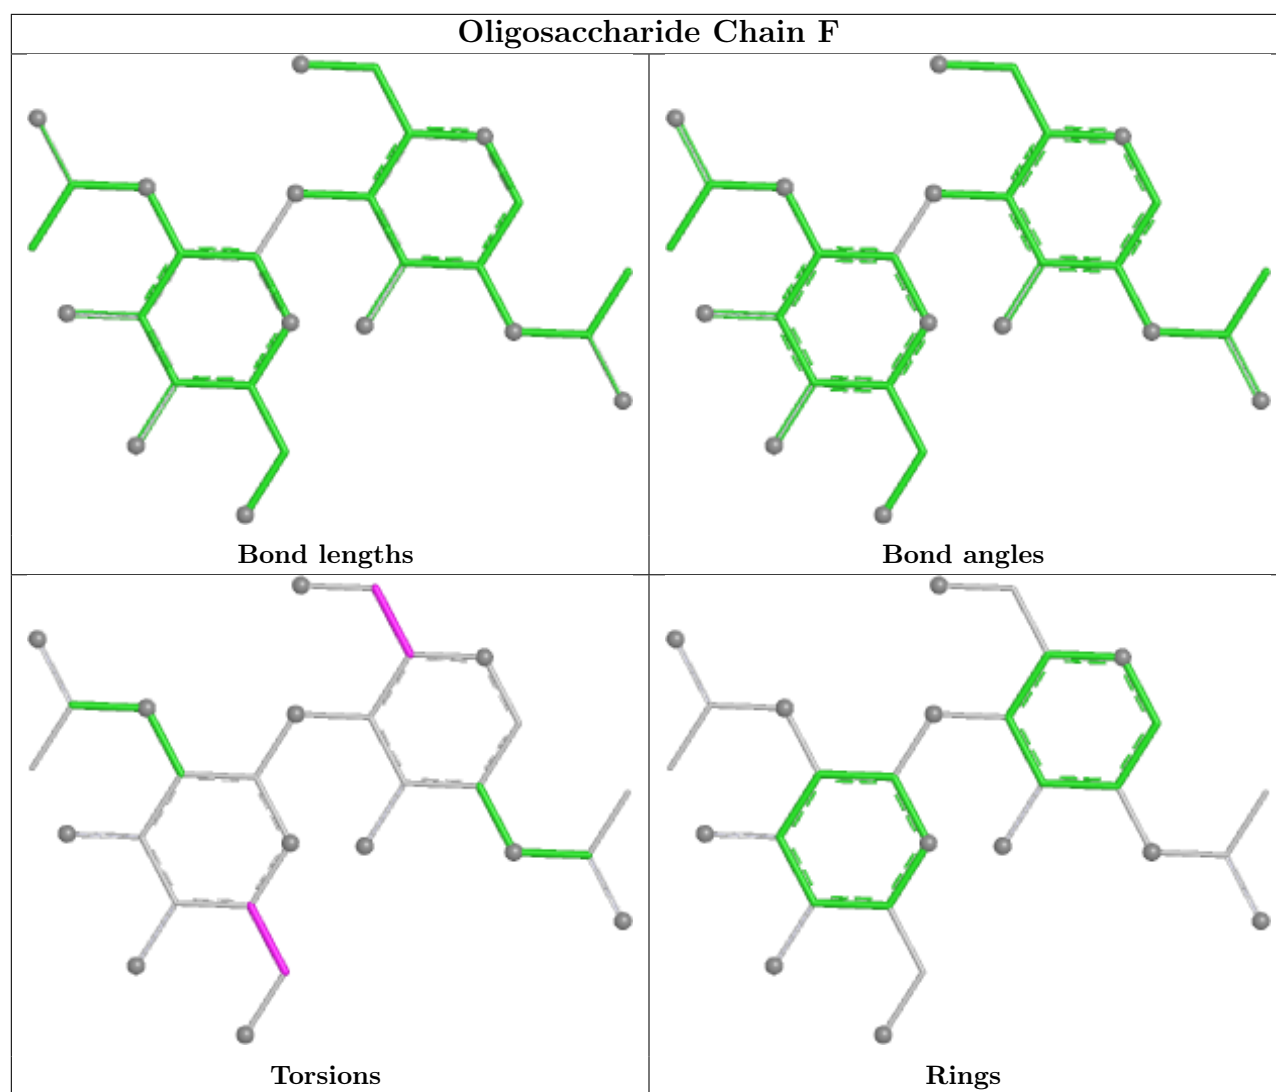 Oligosaccharide Chain F
Bond lengths
Bond angles
Torsions
Rings